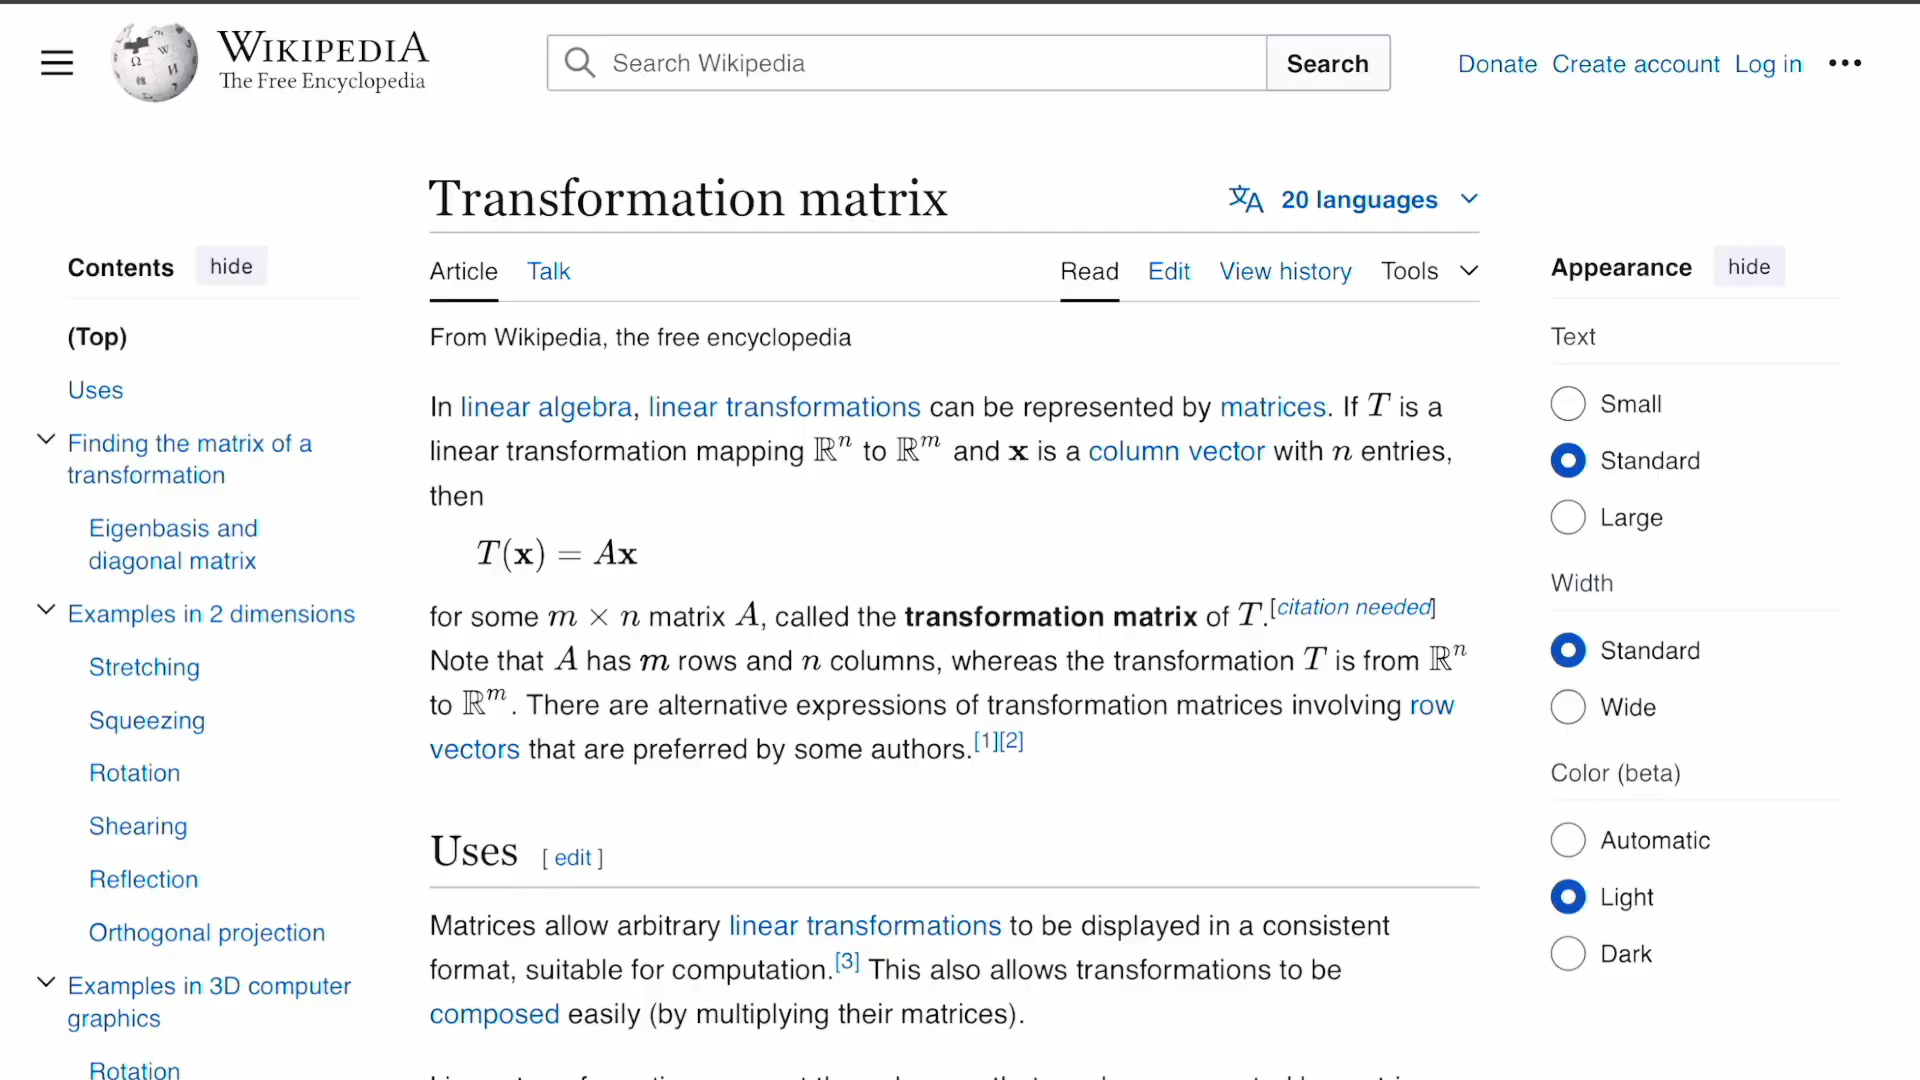 WIKIPEDIA
The Free Encyclopedia
Search Wikipedia
Search
Donate Create account Log in
Transformation matrix
20 languages
Contents hide
(Top)
Uses
Finding the matrix of a
transformation
Eigenbasis and
diagonal matrix
Examples in 2 dimensions
Stretching
Squeezing
Rotation
Shearing
Reflection
Orthogonal projection
Examples in 3D computer
graphics
Rotation
Article Talk
Read Edit View history Tools
From Wikipedia, the free encyclopedia
In linear algebra, linear transformations can be represented by matrices. If T is a
linear transformation mapping ℝⁿ to ℝᵐ and x is a column vector with n entries,
then
T(x) = Ax
for some m × n matrix A, called the transformation matrix of T.[citation needed]
Note that A has m rows and n columns, whereas the transformation T is from ℝⁿ
to ℝᵐ. There are alternative expressions of transformation matrices involving row
vectors that are preferred by some authors.[1][2]
Uses [ edit ]
Matrices allow arbitrary linear transformations to be displayed in a consistent
format, suitable for computation.[3] This also allows transformations to be
composed easily (by multiplying their matrices).
Appearance hide
Text
Small
Standard
Large
Width
Standard
Wide
Color (beta)
Automatic
Light
Dark